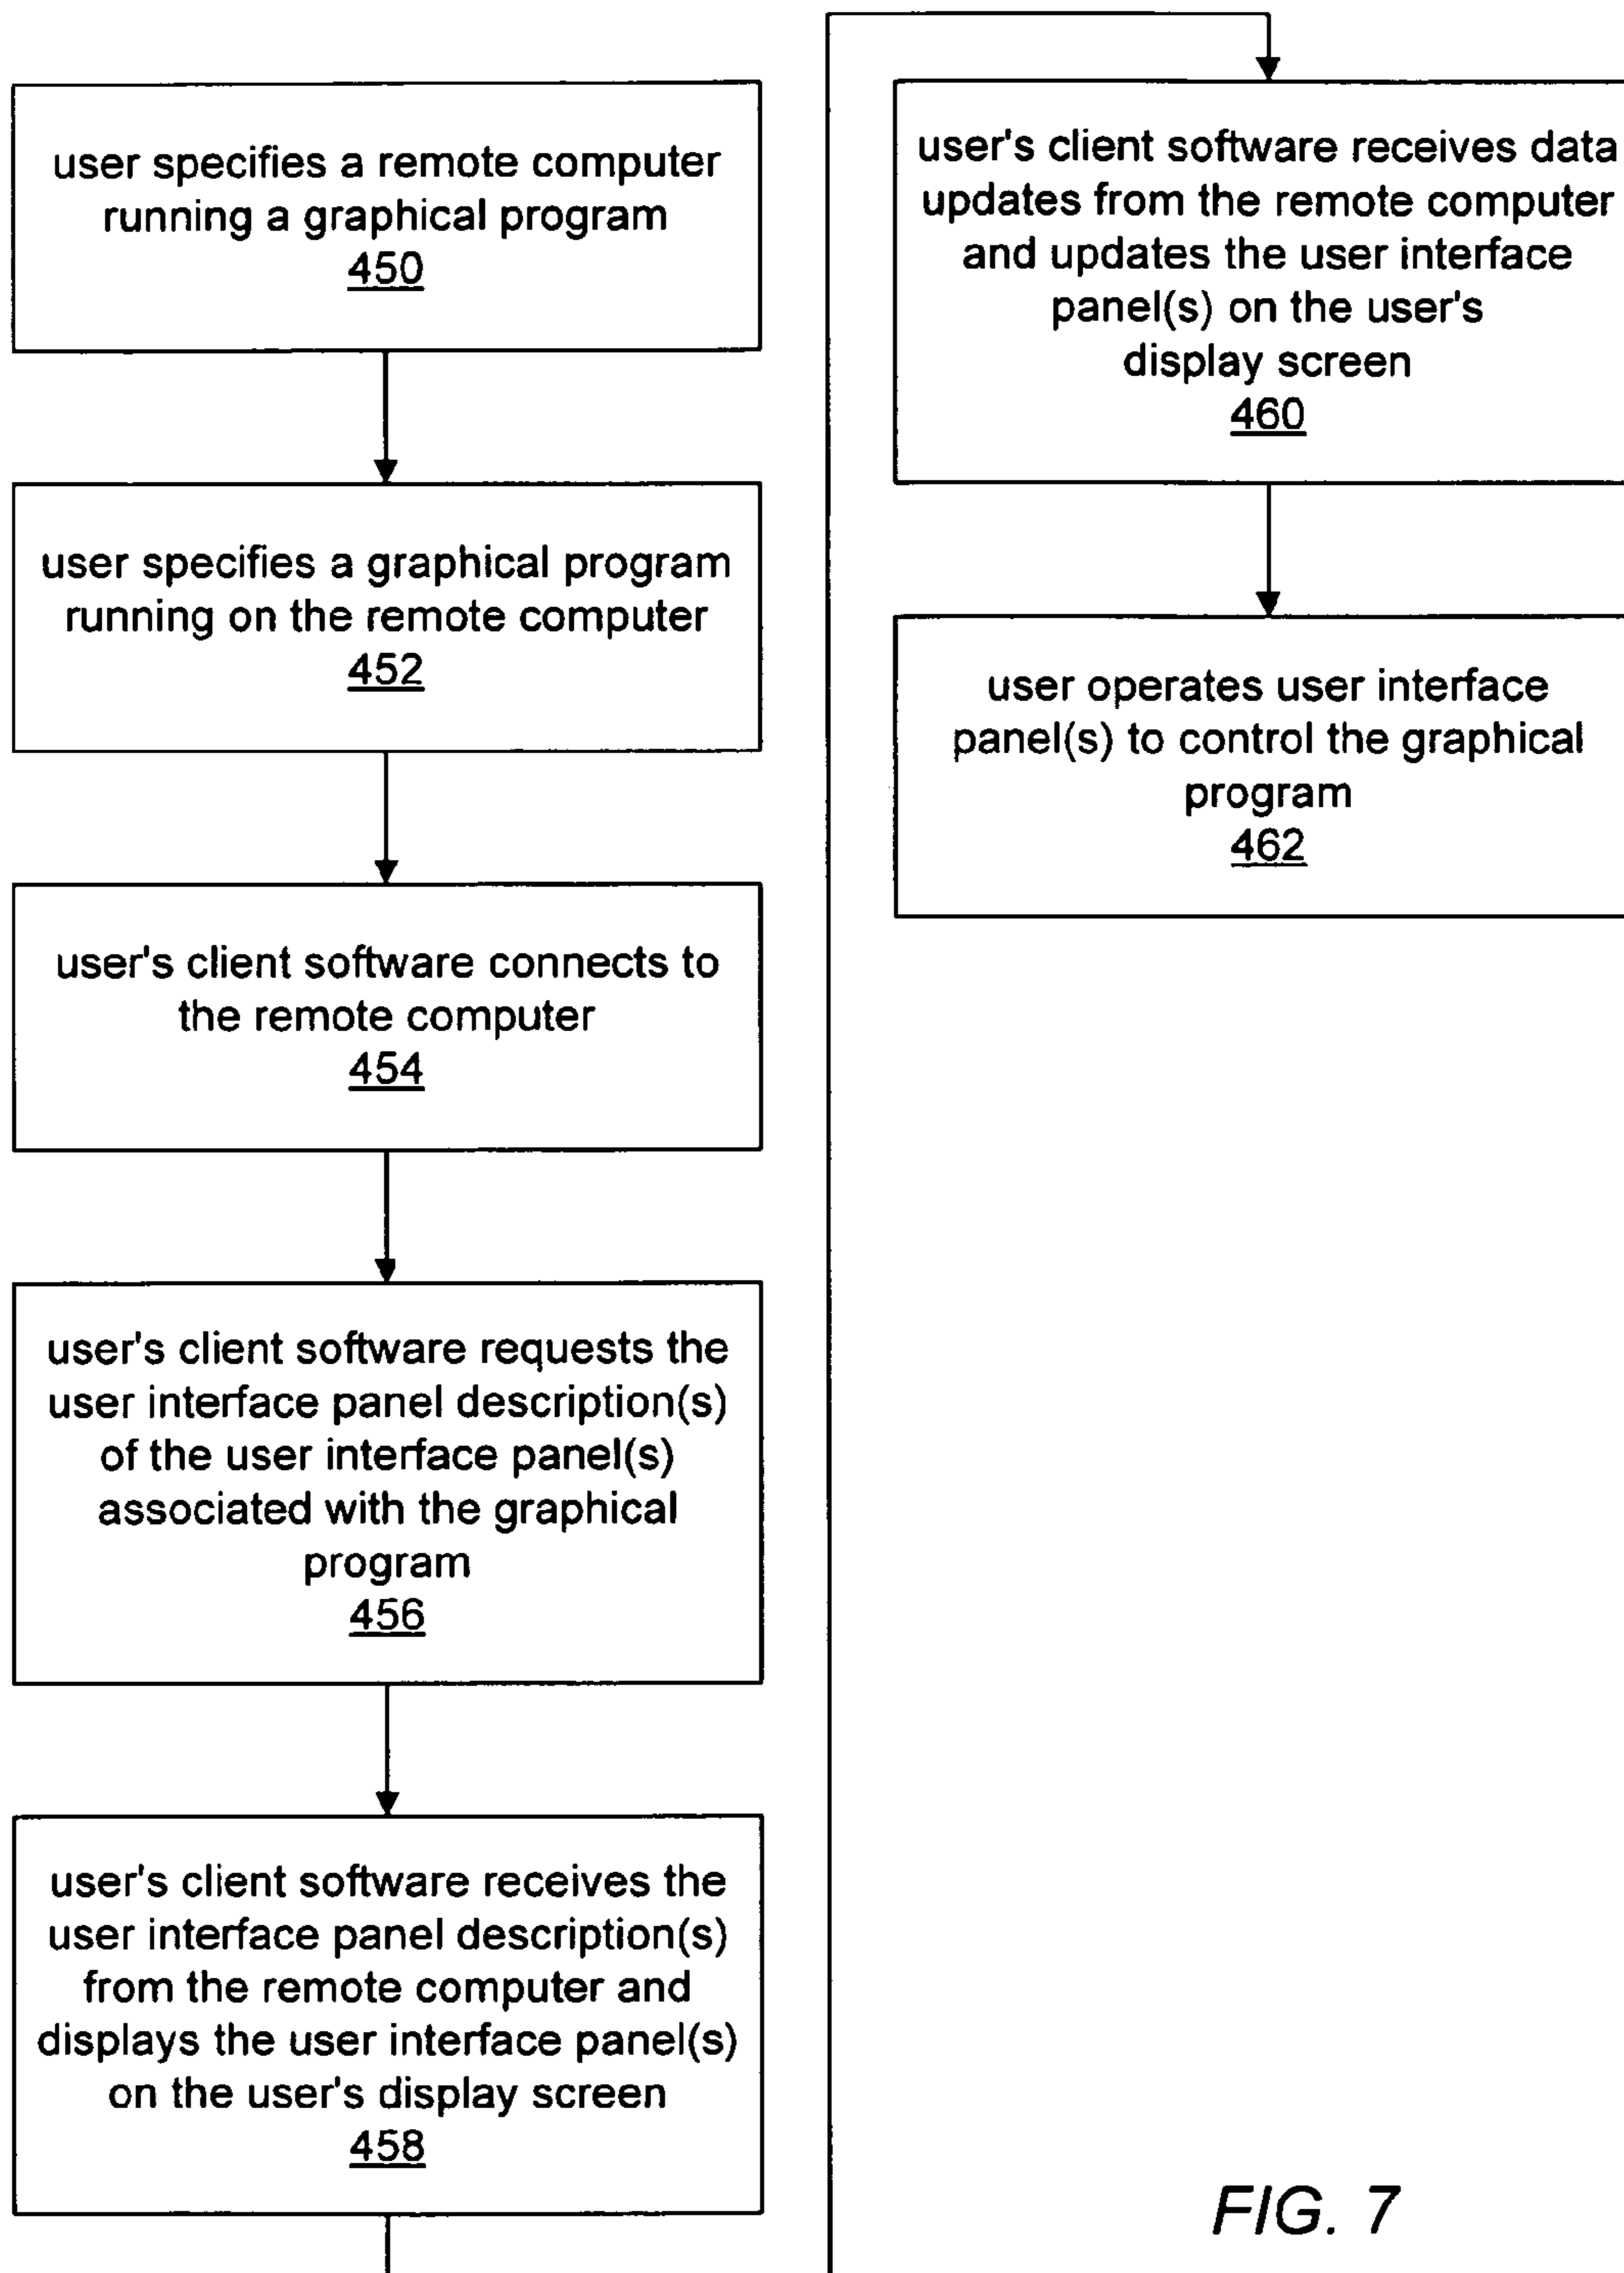 user specifies a remote computer
running a graphical program
450
user specifies a graphical program
running on the remote computer
452
user's client software connects to
the remote computer
454
user's client software requests the
user interface panel description(s)
of the user interface panel(s)
associated with the graphical
program
456
user's client software receives the
user interface panel description(s)
from the remote computer and
displays the user interface panel(s)
on the user's display screen
458
user's client software receives data
updates from the remote computer
and updates the user interface
panel(s) on the user's
display screen
460
user operates user interface
panel(s) to control the graphical
program
462
FIG. 7